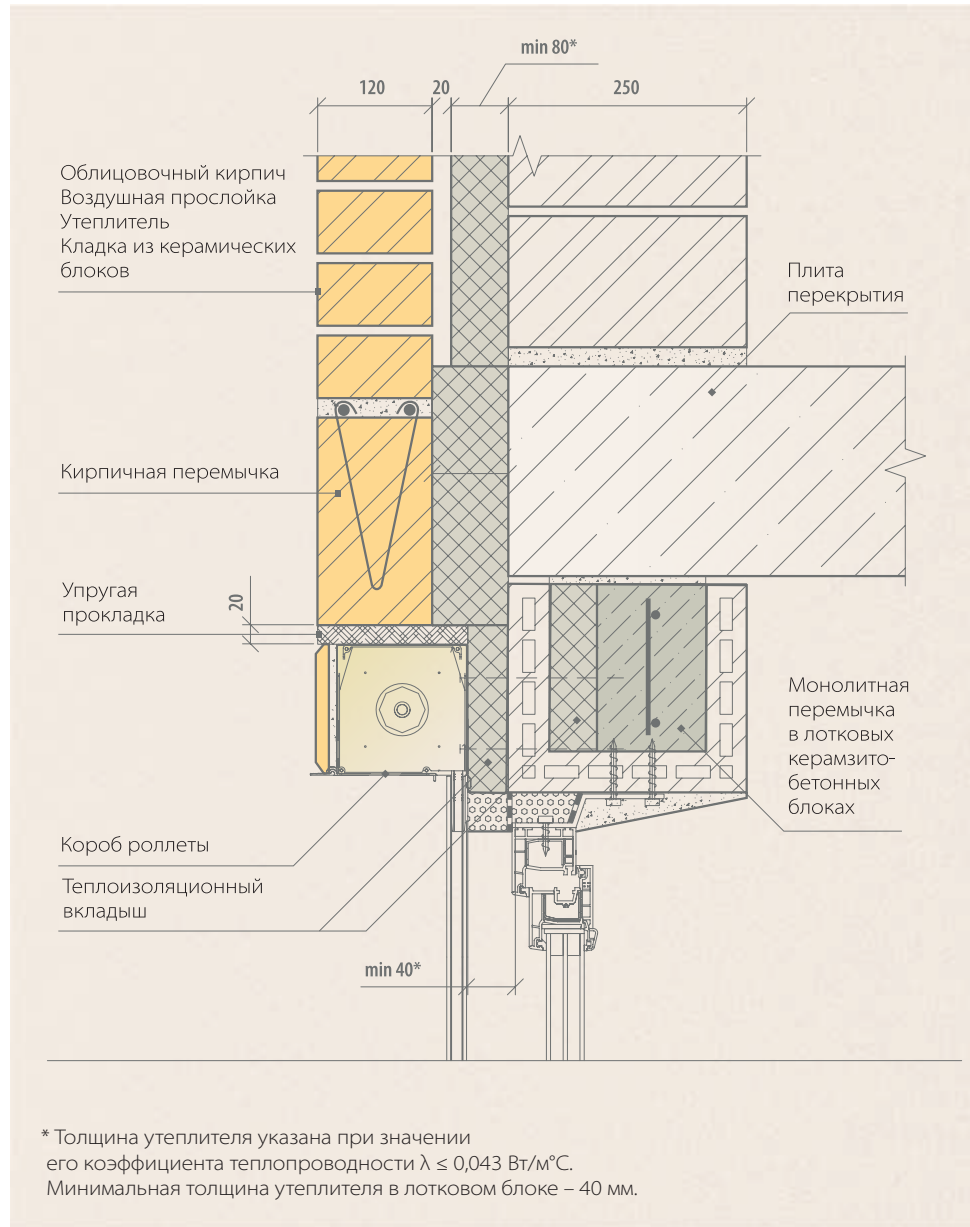 min 80*
120
20
250
Облицовочный кирпич
Воздушная прослойка
Утеплитель
Кладка из керамических
блоков
Плита
перекрытия
Кирпичная перемычка
Упругая
прокладка
20
Монолитная
перемычка
в лотковых
керамзито-
бетонных
блоках
Короб роллеты
Теплоизоляционный
вкладыш
min 40*
* Толщина утеплителя указана при значении
его коэффициента теплопроводности λ ≤ 0,043 Вт/м°С.
Минимальная толщина утеплителя в лотковом блоке – 40 мм.